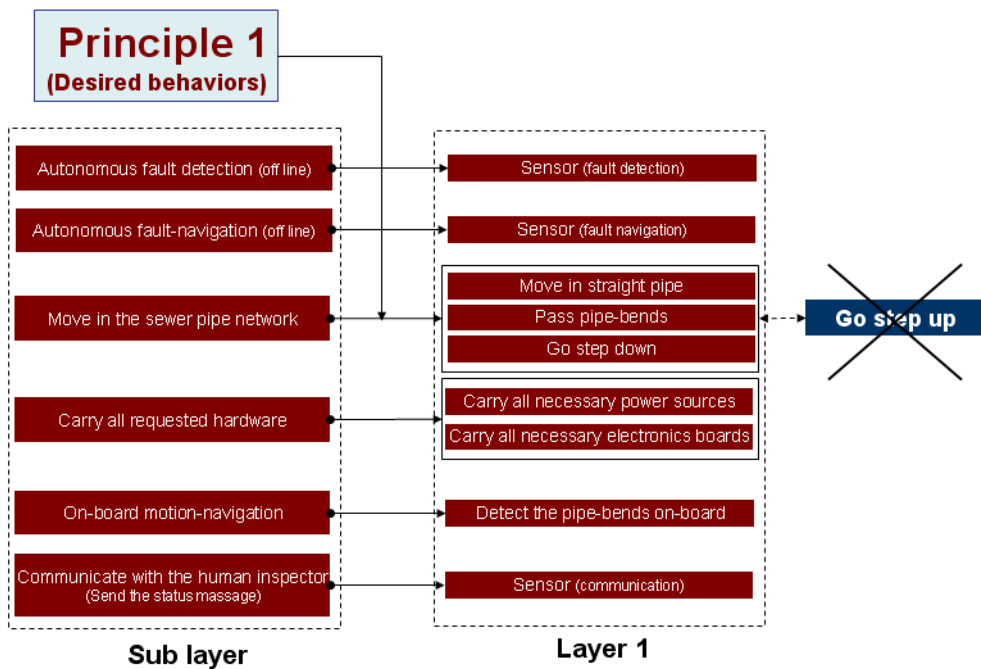 Principle 1
(Desired behaviors)
Autonomous fault detection (off line)
Sensor (fault detection)
Autonomous fault-navigation (off line)
Sensor (fault navigation)
Move in the sewer pipe network
Move in straight pipe
Pass pipe-bends
Go step down
Go step up
Carry all requested hardware
Carry all necessary power sources
Carry all necessary electronics boards
On-board motion-navigation
Detect the pipe-bends on-board
Communicate with the human inspector
(Send the status massage)
Sensor (communication)
Sub layer
Layer 1